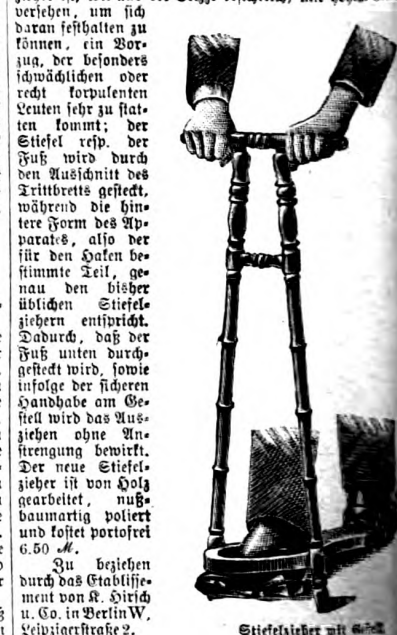 versehen, um sich
daran festhalten zu
können, ein Vor-
zug, der besonders
schwächlichen oder
recht korpulenten
Leuten sehr zu stat-
ten kommt; der
Stiefel resp. der
Fuß wird durch
den Ausschnitt des
Trittbretts gesteckt,
während die hin-
tere Form des Ap-
parates, also der
für den Haken be-
stimmte Teil, ge-
nau den bisher
üblichen Stiefel-
ziehern entspricht.
Dadurch, daß der
Fuß unten durch-
gesteckt wird, sowie
infolge der sicheren
Handhabe am Ge-
stell wird das Aus-
ziehen ohne An-
strengung bewirkt.
Der neue Stiefel-
zieher ist von Holz
gearbeitet, nuß-
baumartig poliert
und kostet portofrei
6.50 ℳ.
Zu beziehen
durch das Etablisse-
ment von K. Hirsch
u. Co. in Berlin W,
Leipzigerstraße 2.
Stiefelzieher mit Gestell